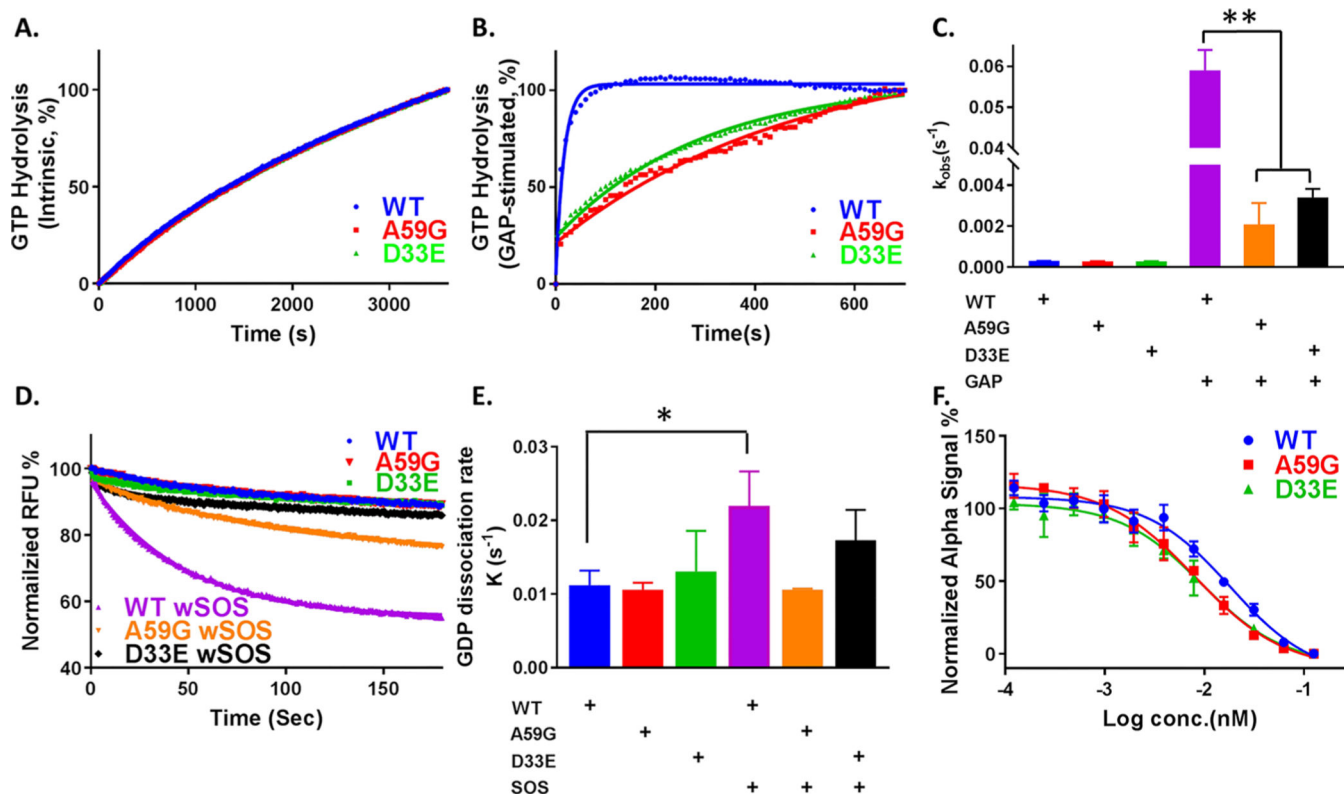 A.
GTP Hydrolysis
(Intrinsic, %)
100
50
0
WT
A59G
D33E
0 1000 2000 3000
Time (s)
B.
GTP Hydrolysis
(GAP-stimulated, %)
100
50
0
WT
A59G
D33E
0 200 400 600
Time(s)
C.
**
kobs(s-1)
0.06
0.05
0.04
0.004
0.002
0.000
WT + +
A59G + +
D33E + +
GAP + + +
D.
Normailzied RFU %
100
80
60
40
WT
A59G
D33E
WT wSOS
A59G wSOS
D33E wSOS
0 50 100 150
Time (Sec)
E.
*
GDP dissociation rate
K (s-1)
0.03
0.02
0.01
0.00
WT + +
A59G + +
D33E + +
SOS + + +
F.
Normalized Alpha Signal %
150
100
50
0
WT
A59G
D33E
-4 -3 -2 -1
Log conc.(nM)